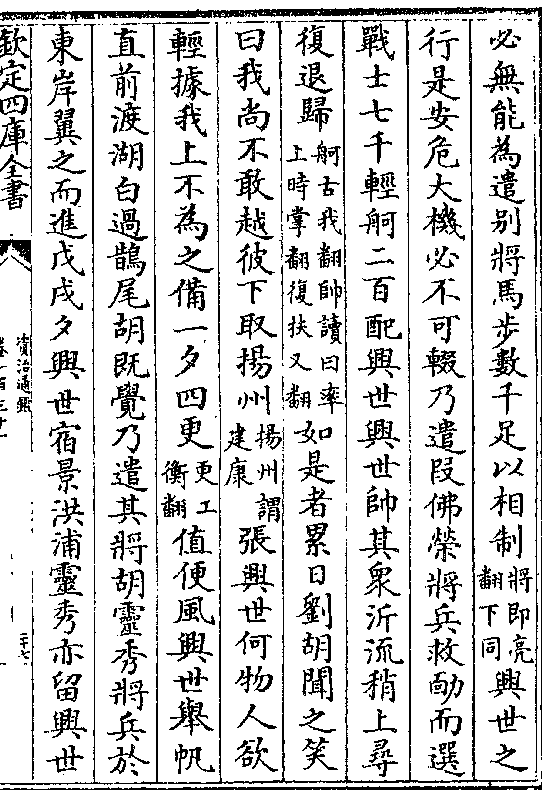 必無能為遣别將馬步數千足以相制將即亮翻下同興世之
行是安危大機必不可輟乃遣段佛榮將兵救勔而選
戰士七千輕舸二百配興世興世帥其衆泝流稍上尋
復退歸舸古我翻帥讀曰率上時掌翻復扶又翻如是者累日劉胡聞之笑
曰我尚不敢越彼下取揚州揚州謂建康張興世何物人欲
輕據我上不為之備一夕四更更工衡翻值便風興世舉帆
直前渡湖白過鵲尾胡既覺乃遣其將胡靈秀將兵於
東岸翼之而進戊戌夕興世宿景洪浦靈秀亦留興世
欽定四庫全書
資治通鑑
卷一百三十一
二十六